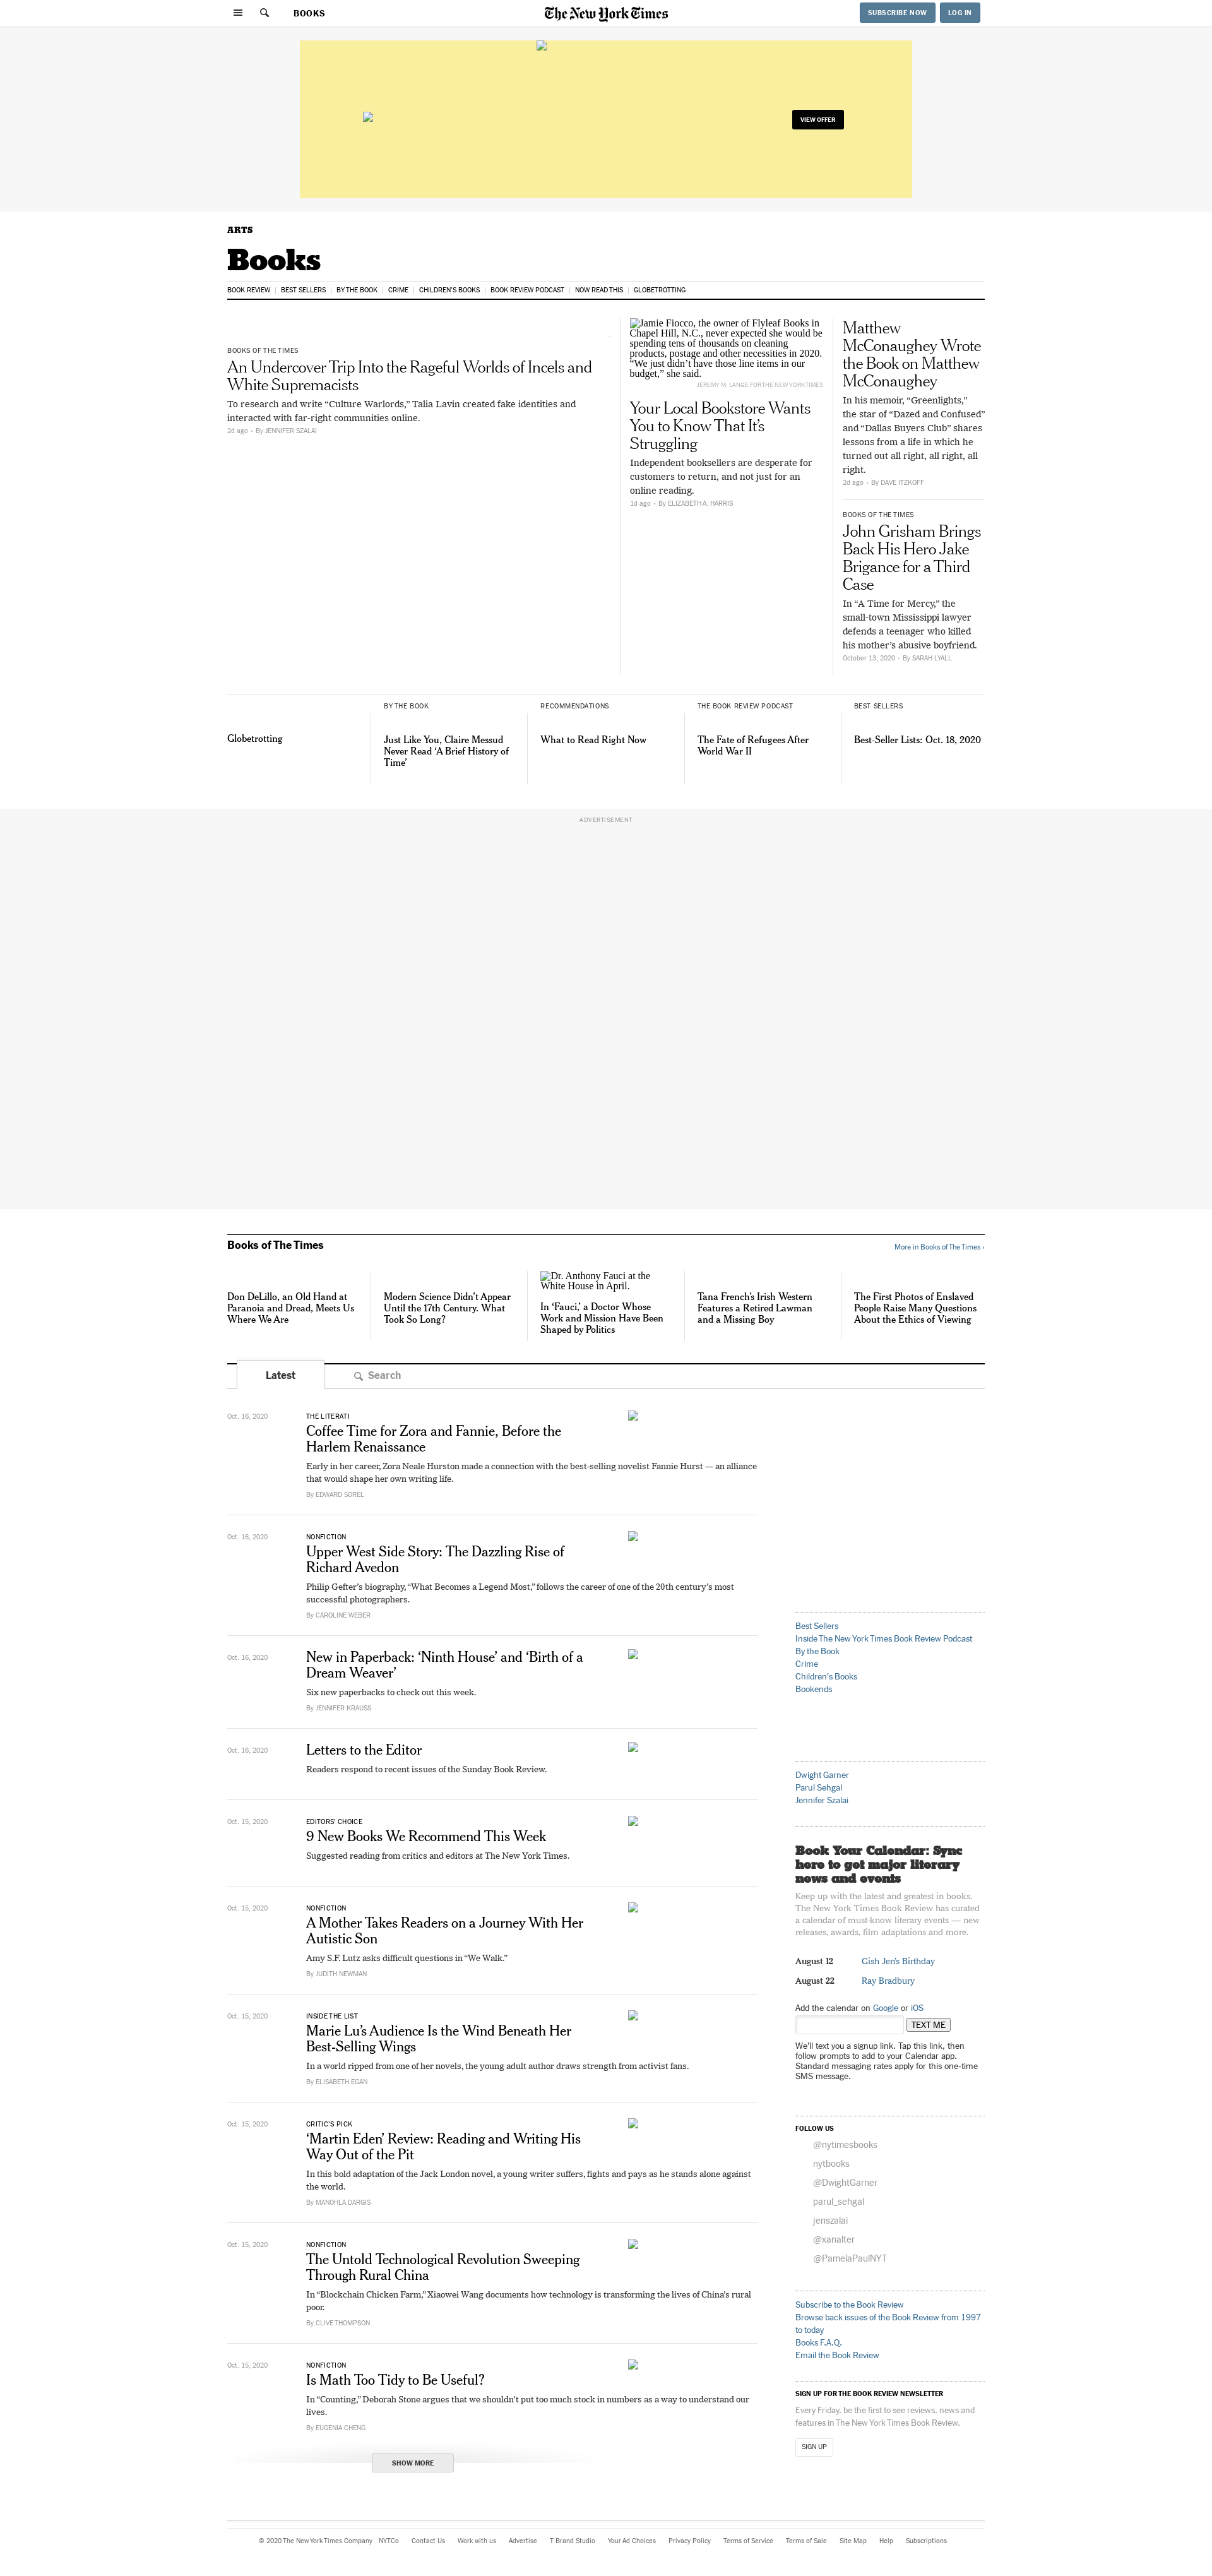 BOOKS
The New York Times
SUBSCRIBE NOW
LOG IN
VIEW OFFER
ARTS
Books
BOOK REVIEW
BEST SELLERS
BY THE BOOK
CRIME
CHILDREN'S BOOKS
BOOK REVIEW PODCAST
NOW READ THIS
GLOBETROTTING
BOOKS OF THE TIMES
An Undercover Trip Into the Rageful Worlds of Incels and
White Supremacists
To research and write “Culture Warlords,” Talia Lavin created fake identities and
interacted with far-right communities online.
2d ago • By JENNIFER SZALAI
Jamie Fiocco, the owner of Flyleaf Books in
Chapel Hill, N.C., never expected she would be
spending tens of thousands on cleaning
products, postage and other necessities in 2020.
“We just didn’t have those line items in our
budget,” she said.
JEREMY M. LANGE FOR THE NEW YORK TIMES
Your Local Bookstore Wants
You to Know That It’s
Struggling
Independent booksellers are desperate for
customers to return, and not just for an
online reading.
1d ago • By ELIZABETH A. HARRIS
Matthew
McConaughey Wrote
the Book on Matthew
McConaughey
In his memoir, “Greenlights,”
the star of “Dazed and Confused”
and “Dallas Buyers Club” shares
lessons from a life in which he
turned out all right, all right, all
right.
2d ago • By DAVE ITZKOFF
BOOKS OF THE TIMES
John Grisham Brings
Back His Hero Jake
Brigance for a Third
Case
In “A Time for Mercy,” the
small-town Mississippi lawyer
defends a teenager who killed
his mother’s abusive boyfriend.
October 13, 2020 • By SARAH LYALL
Globetrotting
BY THE BOOK
Just Like You, Claire Messud
Never Read ‘A Brief History of
Time’
RECOMMENDATIONS
What to Read Right Now
THE BOOK REVIEW PODCAST
The Fate of Refugees After
World War II
BEST SELLERS
Best-Seller Lists: Oct. 18, 2020
ADVERTISEMENT
Books of The Times
More in Books of The Times ›
Don DeLillo, an Old Hand at
Paranoia and Dread, Meets Us
Where We Are
Modern Science Didn’t Appear
Until the 17th Century. What
Took So Long?
Dr. Anthony Fauci at the
White House in April.
In ‘Fauci,’ a Doctor Whose
Work and Mission Have Been
Shaped by Politics
Tana French’s Irish Western
Features a Retired Lawman
and a Missing Boy
The First Photos of Enslaved
People Raise Many Questions
About the Ethics of Viewing
Latest
Search
Oct. 16, 2020
THE LITERATI
Coffee Time for Zora and Fannie, Before the
Harlem Renaissance
Early in her career, Zora Neale Hurston made a connection with the best-selling novelist Fannie Hurst — an alliance
that would shape her own writing life.
By EDWARD SOREL
Oct. 16, 2020
NONFICTION
Upper West Side Story: The Dazzling Rise of
Richard Avedon
Philip Gefter’s biography, “What Becomes a Legend Most,” follows the career of one of the 20th century’s most
successful photographers.
By CAROLINE WEBER
Oct. 16, 2020
New in Paperback: ‘Ninth House’ and ‘Birth of a
Dream Weaver’
Six new paperbacks to check out this week.
By JENNIFER KRAUSS
Oct. 16, 2020
Letters to the Editor
Readers respond to recent issues of the Sunday Book Review.
Oct. 15, 2020
EDITORS’ CHOICE
9 New Books We Recommend This Week
Suggested reading from critics and editors at The New York Times.
Oct. 15, 2020
NONFICTION
A Mother Takes Readers on a Journey With Her
Autistic Son
Amy S.F. Lutz asks difficult questions in “We Walk.”
By JUDITH NEWMAN
Oct. 15, 2020
INSIDE THE LIST
Marie Lu’s Audience Is the Wind Beneath Her
Best-Selling Wings
In a world ripped from one of her novels, the young adult author draws strength from activist fans.
By ELISABETH EGAN
Oct. 15, 2020
CRITIC’S PICK
‘Martin Eden’ Review: Reading and Writing His
Way Out of the Pit
In this bold adaptation of the Jack London novel, a young writer suffers, fights and pays as he stands alone against
the world.
By MANOHLA DARGIS
Oct. 15, 2020
NONFICTION
The Untold Technological Revolution Sweeping
Through Rural China
In “Blockchain Chicken Farm,” Xiaowei Wang documents how technology is transforming the lives of China’s rural
poor.
By CLIVE THOMPSON
Oct. 15, 2020
NONFICTION
Is Math Too Tidy to Be Useful?
In “Counting,” Deborah Stone argues that we shouldn’t put too much stock in numbers as a way to understand our
lives.
By EUGENIA CHENG
SHOW MORE
Best Sellers
Inside The New York Times Book Review Podcast
By the Book
Crime
Children's Books
Bookends
Dwight Garner
Parul Sehgal
Jennifer Szalai
Book Your Calendar: Sync
here to get major literary
news and events
Keep up with the latest and greatest in books.
The New York Times Book Review has curated
a calendar of must-know literary events — new
releases, awards, film adaptations and more.
August 12 Gish Jen’s Birthday
August 22 Ray Bradbury
Add the calendar on Google or iOS
TEXT ME
We'll text you a signup link. Tap this link, then
follow prompts to add to your Calendar app.
Standard messaging rates apply for this one-time
SMS message.
FOLLOW US
@nytimesbooks
nytbooks
@DwightGarner
parul_sehgal
jenszalai
@xanalter
@PamelaPaulNYT
Subscribe to the Book Review
Browse back issues of the Book Review from 1997
to today
Books F.A.Q.
Email the Book Review
SIGN UP FOR THE BOOK REVIEW NEWSLETTER
Every Friday, be the first to see reviews, news and
features in The New York Times Book Review.
SIGN UP
© 2020 The New York Times Company NYTCo Contact Us Work with us Advertise T Brand Studio Your Ad Choices Privacy Policy Terms of Service Terms of Sale Site Map Help Subscriptions